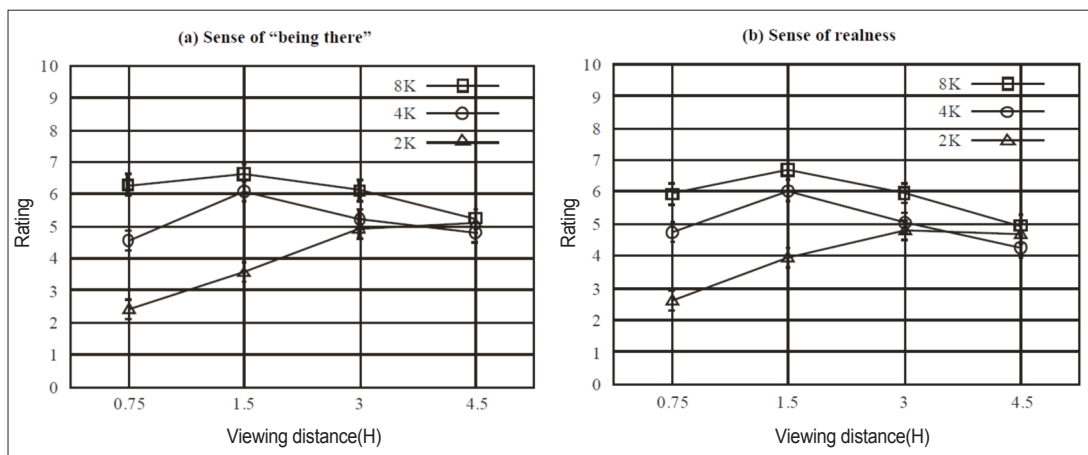 (a) Sense of “being there”
10
9
8
7
6
5
4
3
2
1
0
Rating
8K
4K
2K
0.75
1.5
3
4.5
Viewing distance(H)
(b) Sense of realness
10
9
8
7
6
5
4
3
2
1
0
Rating
8K
4K
2K
0.75
1.5
3
4.5
Viewing distance(H)